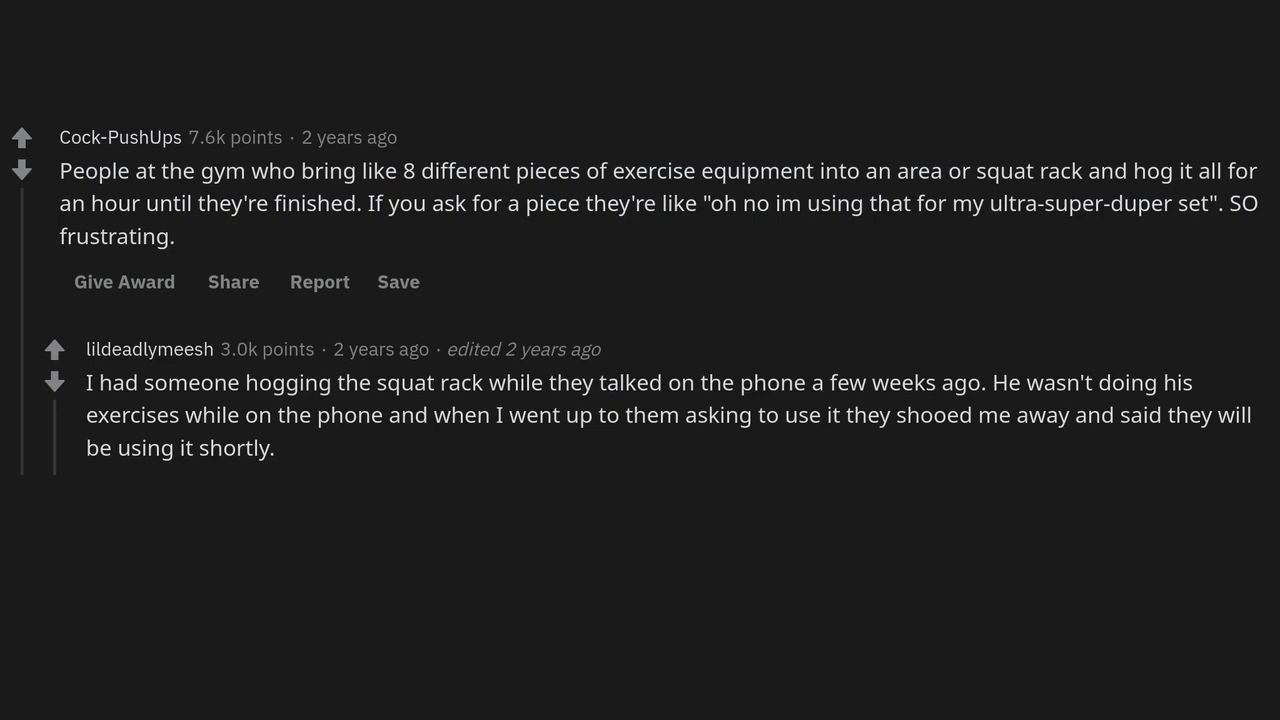 Cock-PushUps 7.6k points · 2 years ago
People at the gym who bring like 8 different pieces of exercise equipment into an area or squat rack and hog it all for
an hour until they're finished. If you ask for a piece they're like "oh no im using that for my ultra-super-duper set". SO
frustrating.
Give Award Share Report Save
lildeadlymeesh 3.0k points · 2 years ago · edited 2 years ago
I had someone hogging the squat rack while they talked on the phone a few weeks ago. He wasn't doing his
exercises while on the phone and when I went up to them asking to use it they shooed me away and said they will
be using it shortly.